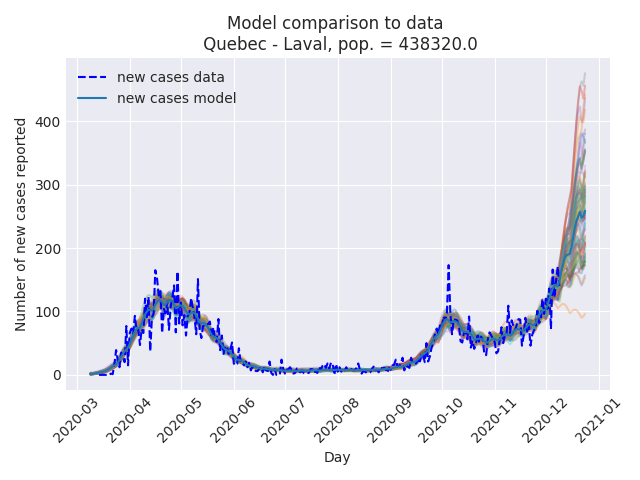 Model comparison to data
Quebec - Laval, pop. = 438320.0
new cases data
new cases model
Number of new cases reported
400
300
200
100
0
2020-03
2020-04
2020-05
2020-06
2020-07
2020-08
2020-09
2020-10
2020-11
2020-12
2021-01
Day